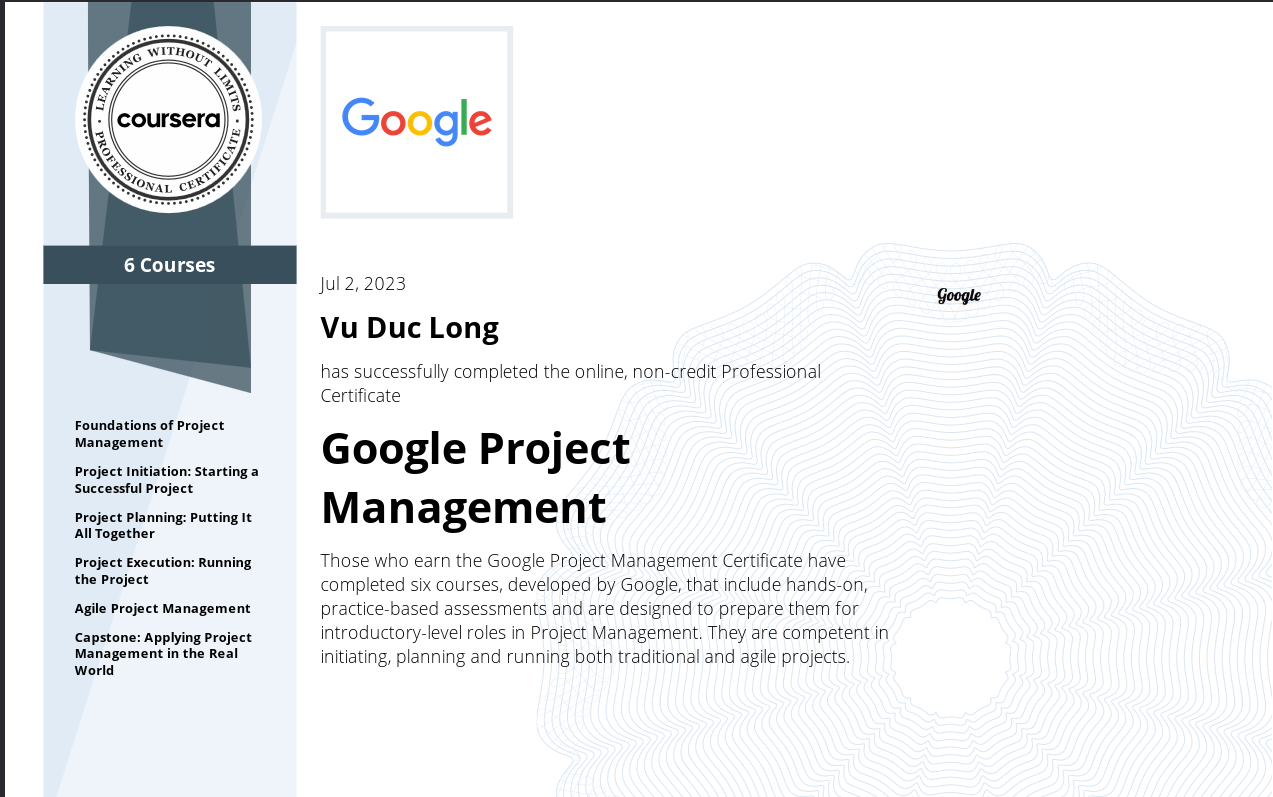 LEARNING WITHOUT LIMITS
coursera
PROFESSIONAL CERTIFICATE
6 Courses
Foundations of Project
Management
Project Initiation: Starting a
Successful Project
Project Planning: Putting It
All Together
Project Execution: Running
the Project
Agile Project Management
Capstone: Applying Project
Management in the Real
World
Google
Jul 2, 2023
Vu Duc Long
has successfully completed the online, non-credit Professional
Certificate
Google Project
Management
Those who earn the Google Project Management Certificate have
completed six courses, developed by Google, that include hands-on,
practice-based assessments and are designed to prepare them for
introductory-level roles in Project Management. They are competent in
initiating, planning and running both traditional and agile projects.
Google